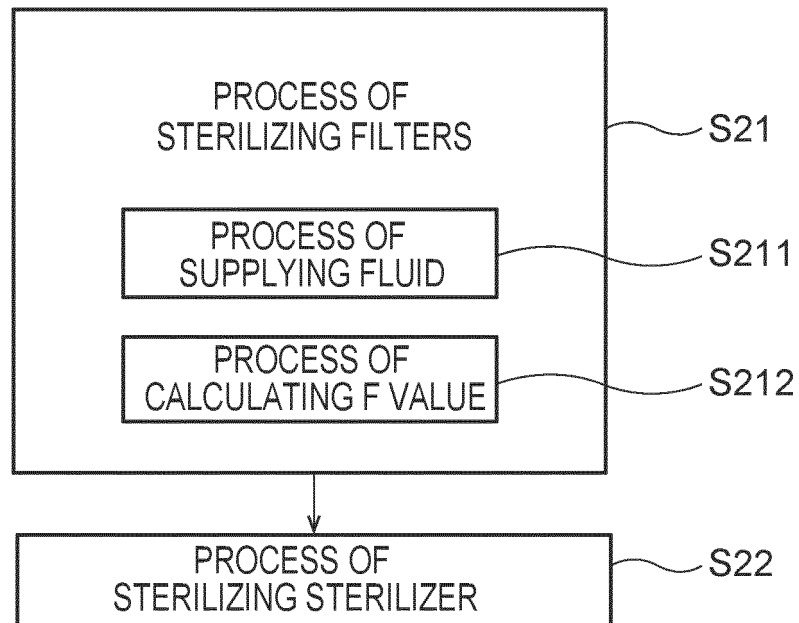 PROCESS OF
STERILIZING FILTERS
S21
PROCESS OF
SUPPLYING FLUID
S211
PROCESS OF
CALCULATING F VALUE
S212
PROCESS OF
STERILIZING STERILIZER
S22